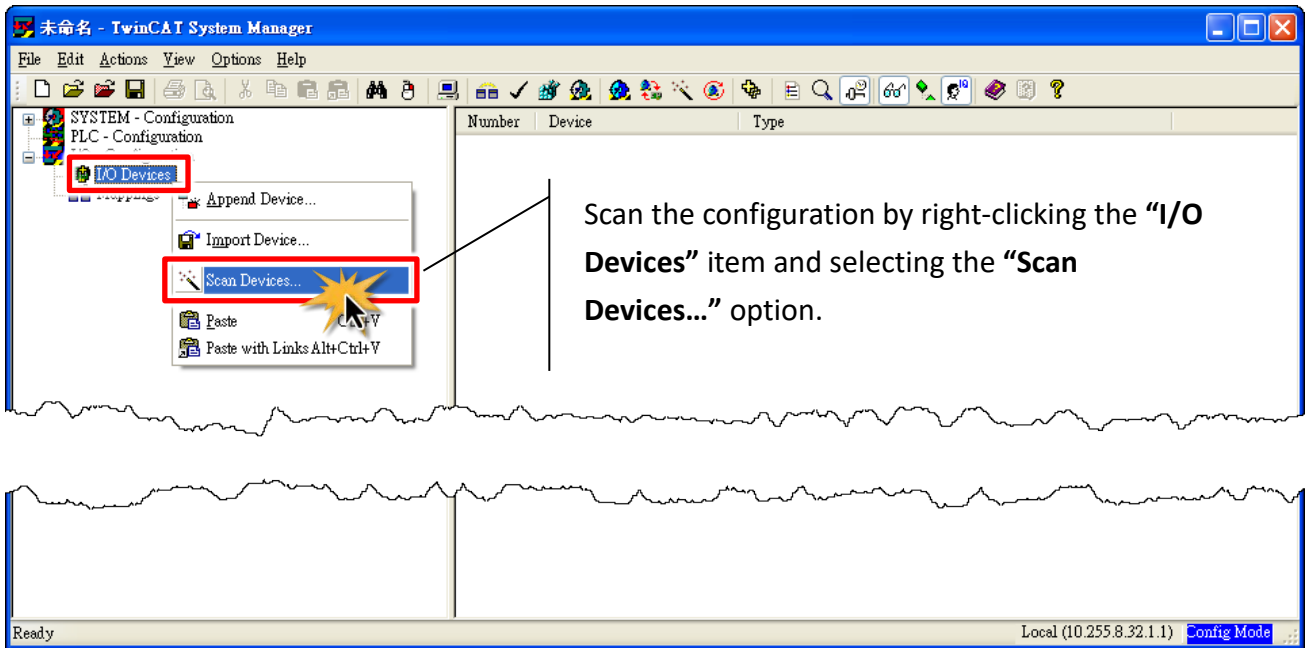 未命名 - TwinCAT System Manager
File Edit Actions View Options Help
SYSTEM - Configuration
PLC - Configuration
I/O Devices
Number Device Type
Append Device...
Import Device...
Scan Devices...
Paste
Paste with Links Alt+Ctrl+V
Scan the configuration by right-clicking the “I/O
Devices” item and selecting the “Scan
Devices…” option.
Ready
Local (10.255.8.32.1.1) Config Mode